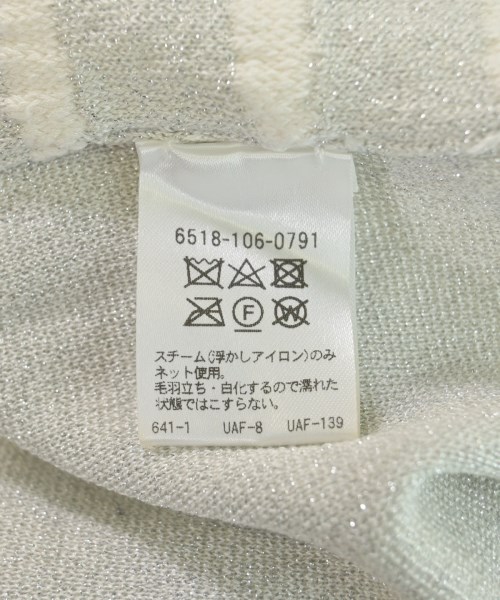 6518-106-0791
F W
スチーム(浮かしアイロン)のみ
ネット使用。
毛羽立ち・白化するので濡れた
状態ではこすらない。
641-1 UAF-8 UAF-139